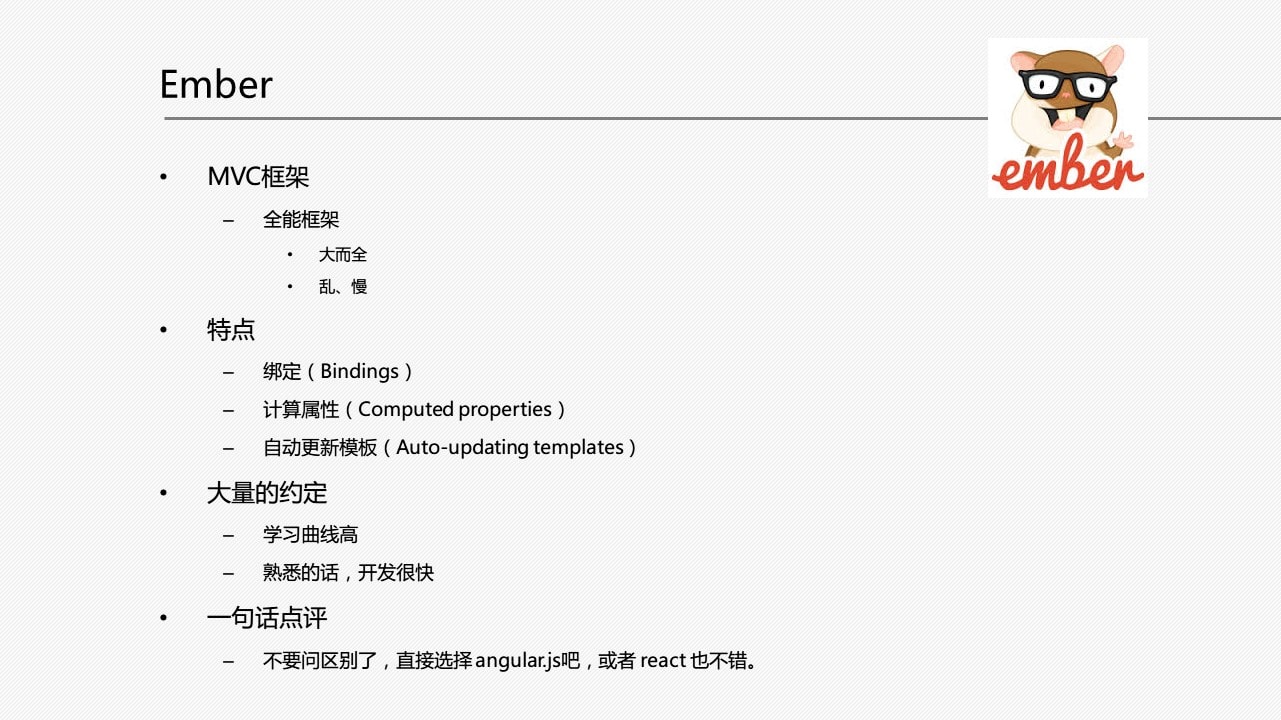 Ember
ember
• MVC框架
– 全能框架
• 大而全
• 乱、慢
• 特点
– 绑定（Bindings）
– 计算属性（Computed properties）
– 自动更新模板（Auto-updating templates）
• 大量的约定
– 学习曲线高
– 熟悉的话，开发很快
• 一句话点评
– 不要问区别了，直接选择angular.js吧，或者 react 也不错。